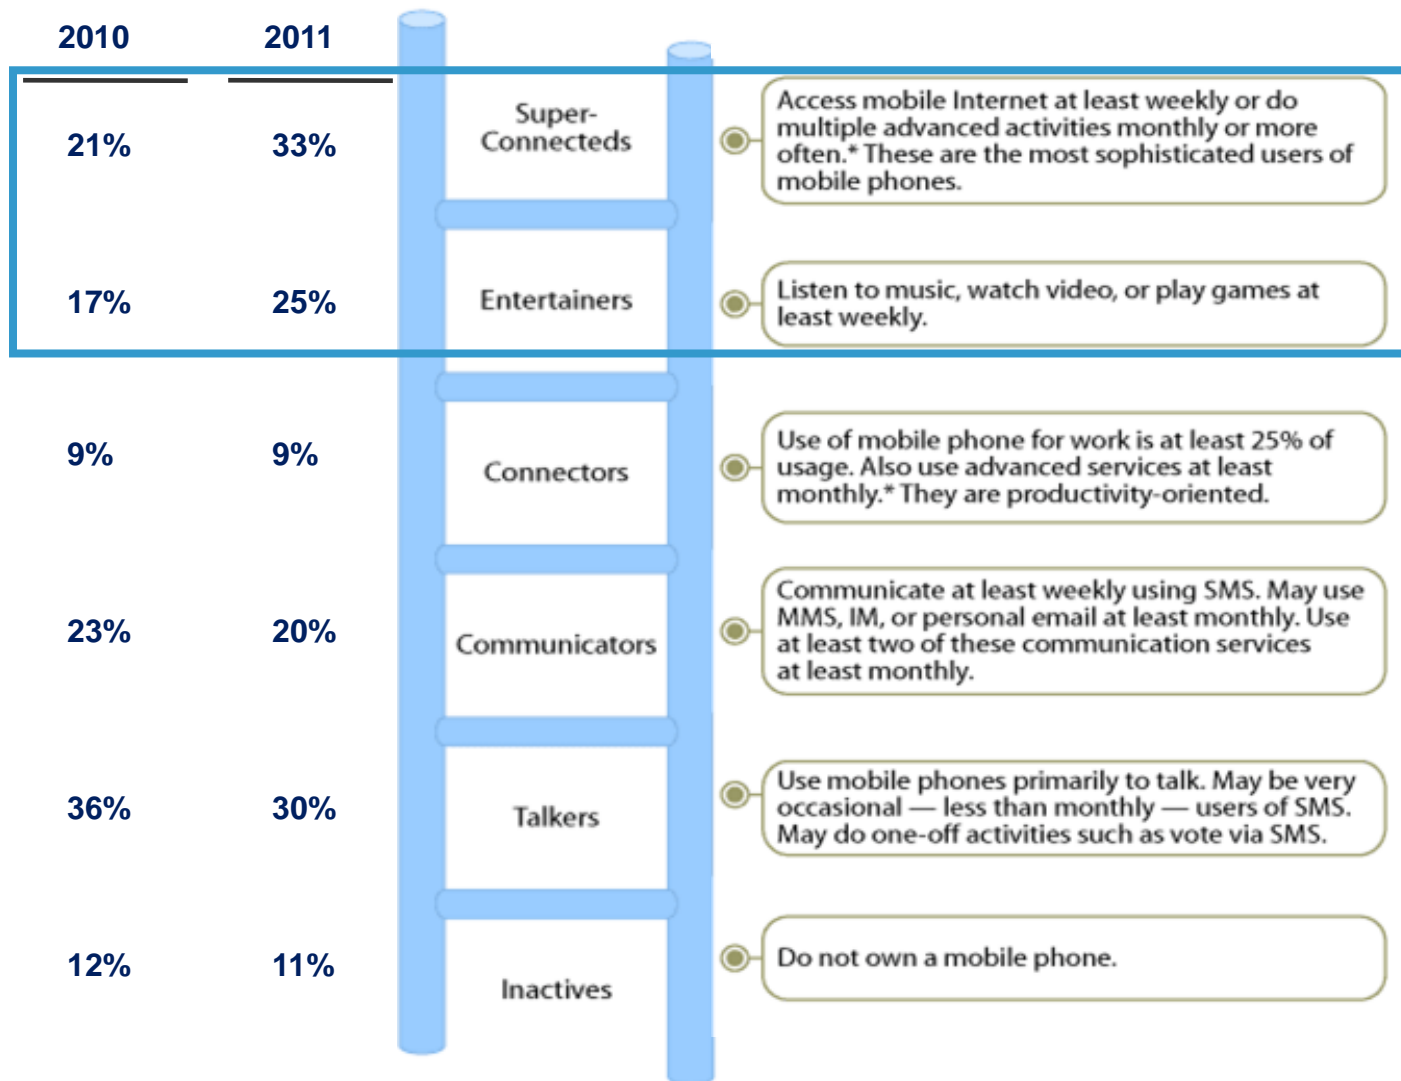 2010 2011
21% 33%
Super-
Connecteds
Access mobile Internet at least weekly or do
multiple advanced activities monthly or more
often.* These are the most sophisticated users of
mobile phones.
17% 25%
Entertainers
Listen to music, watch video, or play games at
least weekly.
9% 9%
Connectors
Use of mobile phone for work is at least 25% of
usage. Also use advanced services at least
monthly.* They are productivity-oriented.
23% 20%
Communicators
Communicate at least weekly using SMS. May use
MMS, IM, or personal email at least monthly. Use
at least two of these communication services
at least monthly.
36% 30%
Talkers
Use mobile phones primarily to talk. May be very
occasional — less than monthly — users of SMS.
May do one-off activities such as vote via SMS.
12% 11%
Inactives
Do not own a mobile phone.